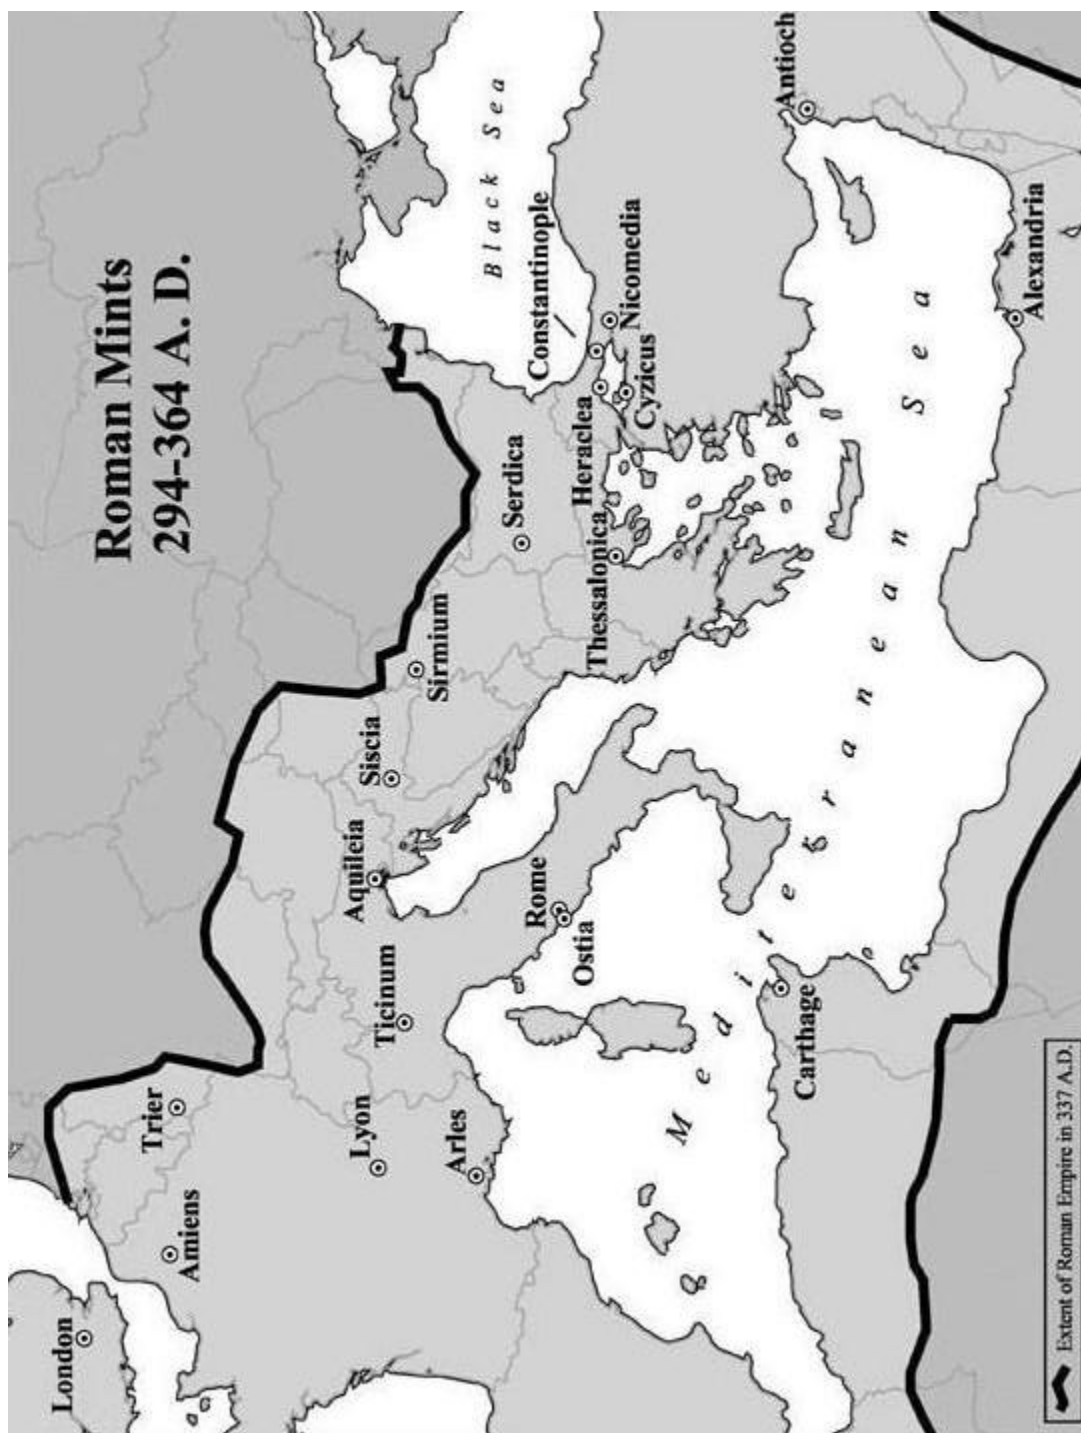 Roman Mints
294-364 A. D.
London
Amiens
Trier
Lyon
Arles
Ticinum
Aquileia
Siscia
Sirmium
Serdica
Rome
Ostia
Thessalonica
Heraclea
Constantinople
Nicomedia
Cyzicus
Black Sea
Antioch
Alexandria
Carthage
Mediterranean Sea
Extent of Roman Empire in 337 A.D.